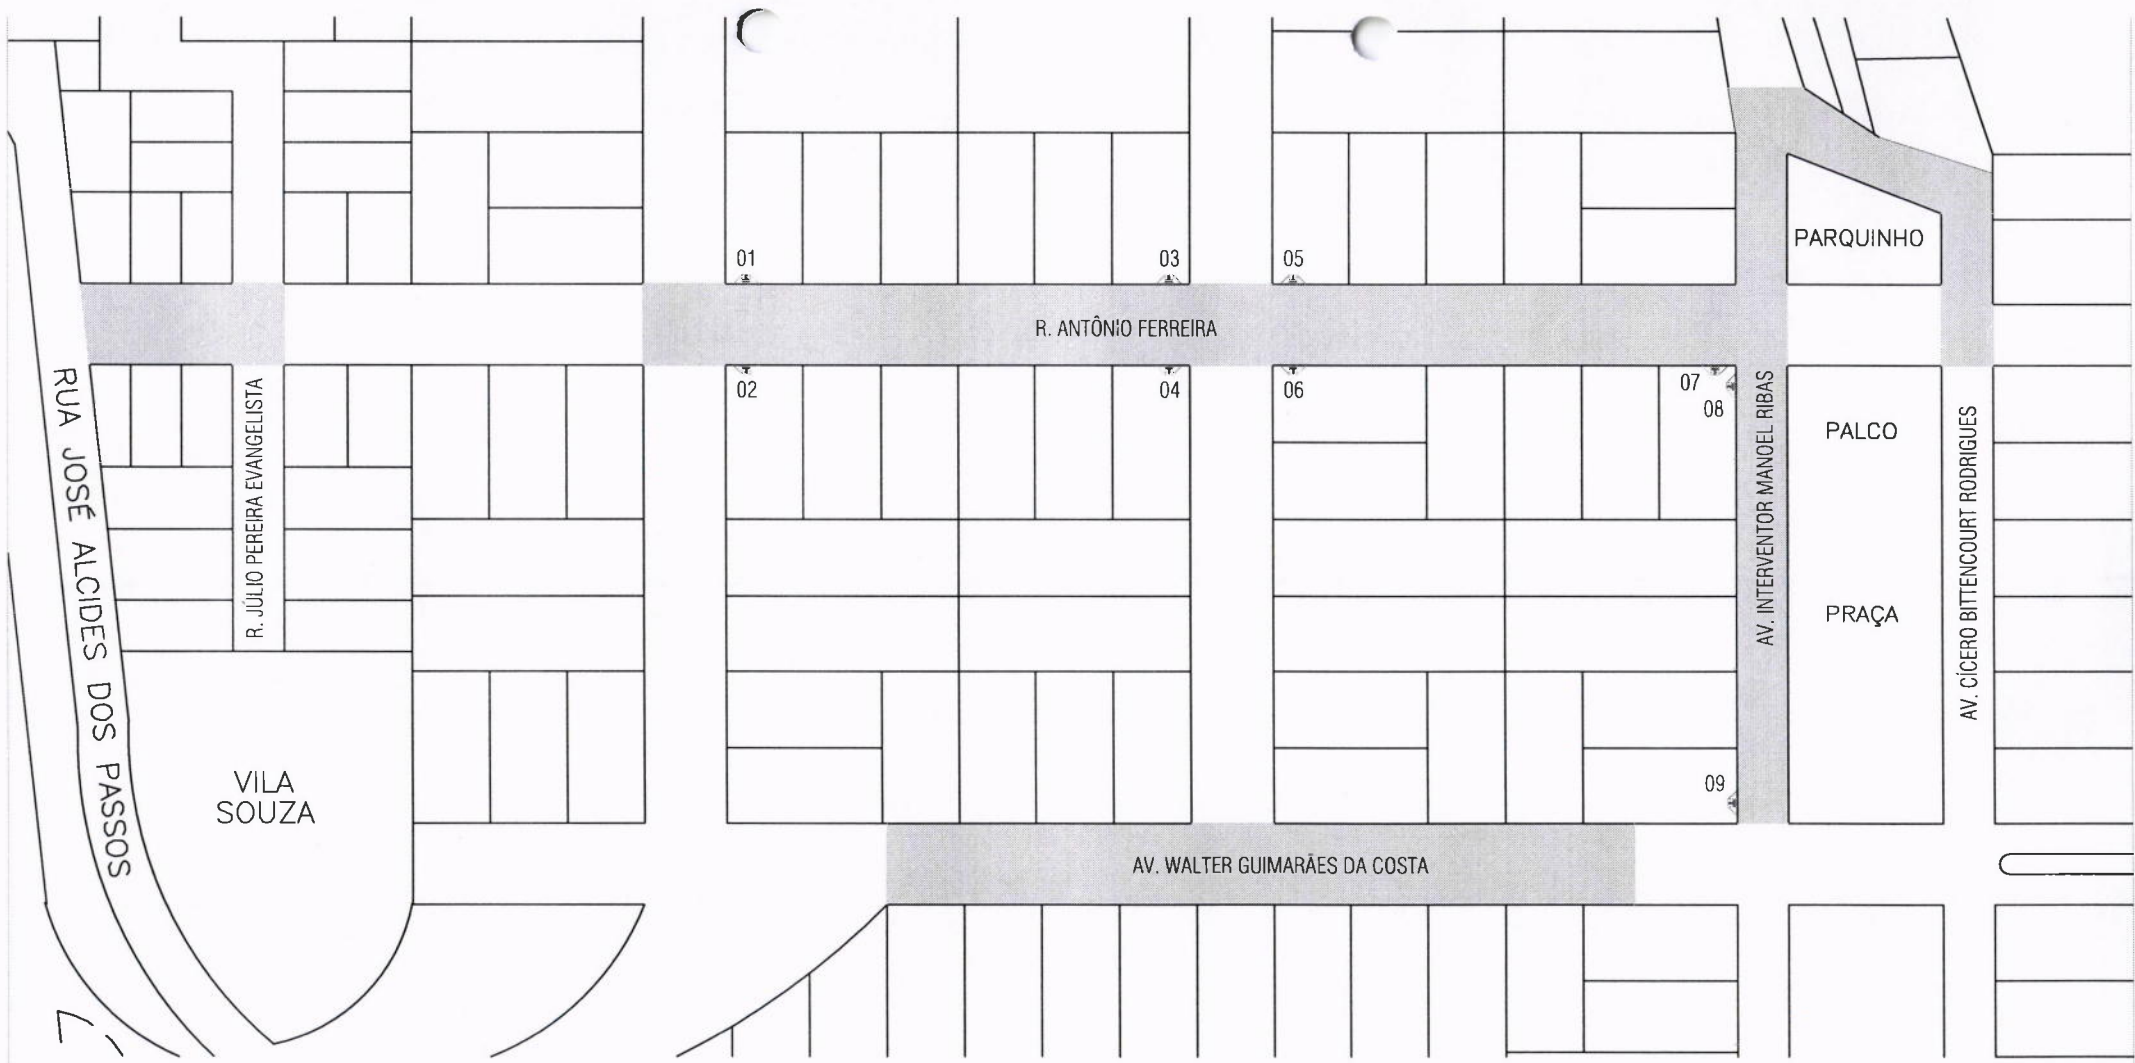 PARQUINHO
01
03
05
R. ANTÔNIO FERREIRA
02
04
06
07
08
RUA JOSÉ ALCIDES DOS PASSOS
R. JÚLIO PEREIRA EVANGELISTA
AV. INTERVENTOR MANOEL RIBAS
PALCO
AV. CÍCERO BITTENCOURT RODRIGUES
PRAÇA
VILA
SOUZA
09
AV. WALTER GUIMARÃES DA COSTA